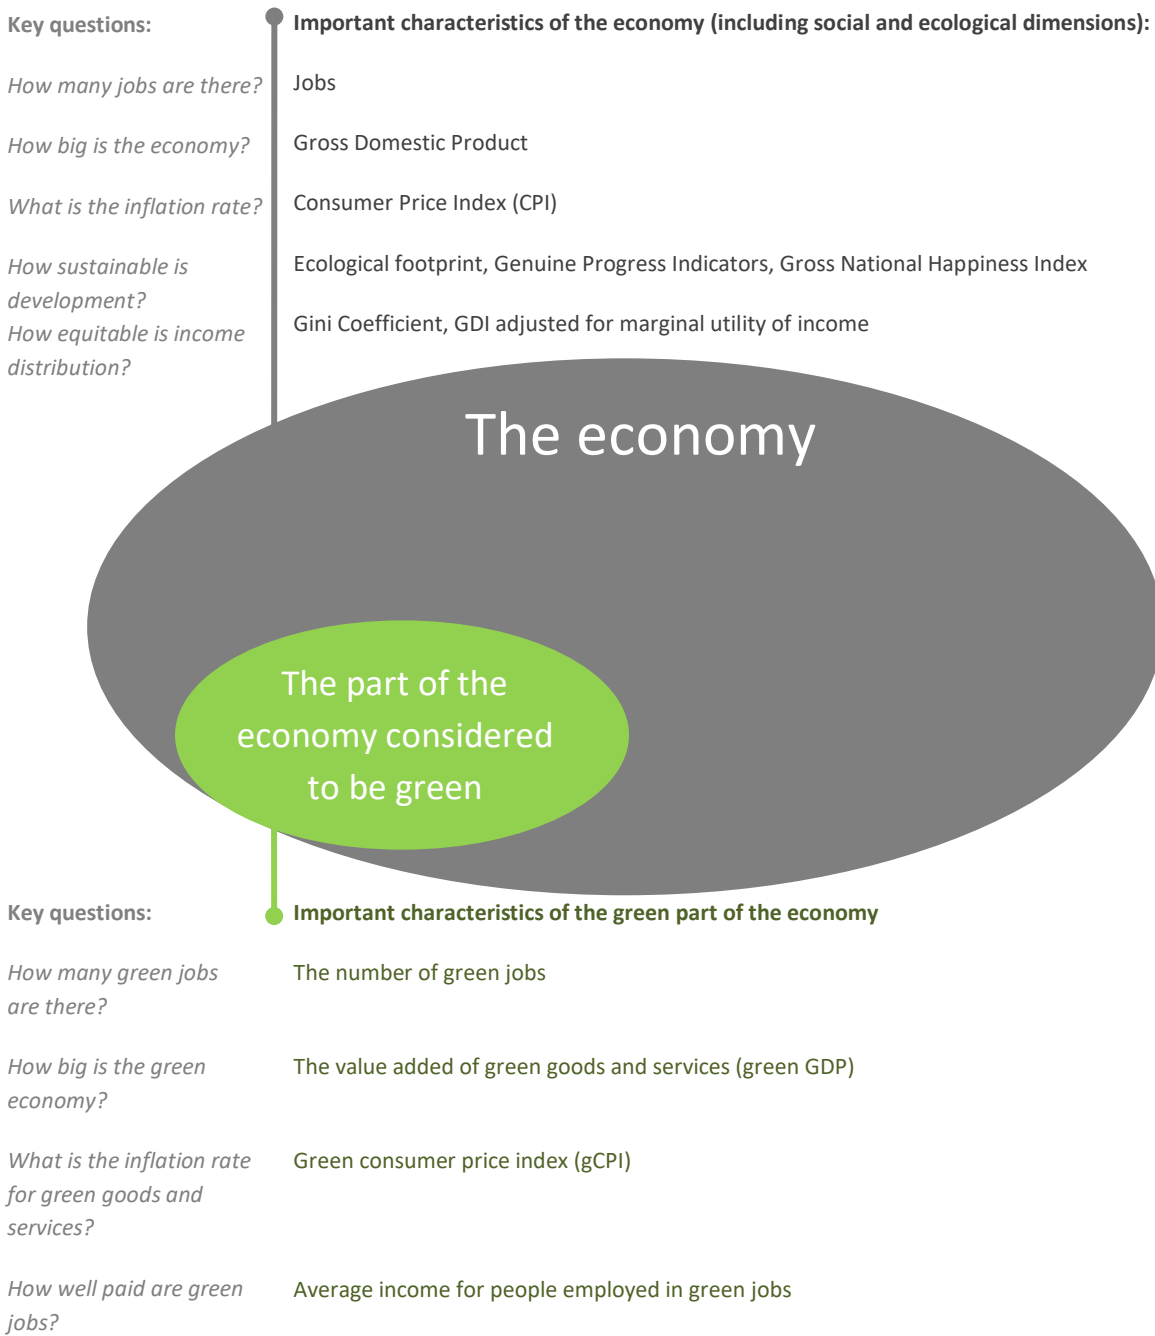 Key questions:
Important characteristics of the economy (including social and ecological dimensions):
How many jobs are there?
Jobs
How big is the economy?
Gross Domestic Product
What is the inflation rate?
Consumer Price Index (CPI)
How sustainable is
development?
Ecological footprint, Genuine Progress Indicators, Gross National Happiness Index
How equitable is income
distribution?
Gini Coefficient, GDI adjusted for marginal utility of income
The economy
The part of the
economy considered
to be green
Key questions:
Important characteristics of the green part of the economy
How many green jobs
are there?
The number of green jobs
How big is the green
economy?
The value added of green goods and services (green GDP)
What is the inflation rate
for green goods and
services?
Green consumer price index (gCPI)
How well paid are green
jobs?
Average income for people employed in green jobs